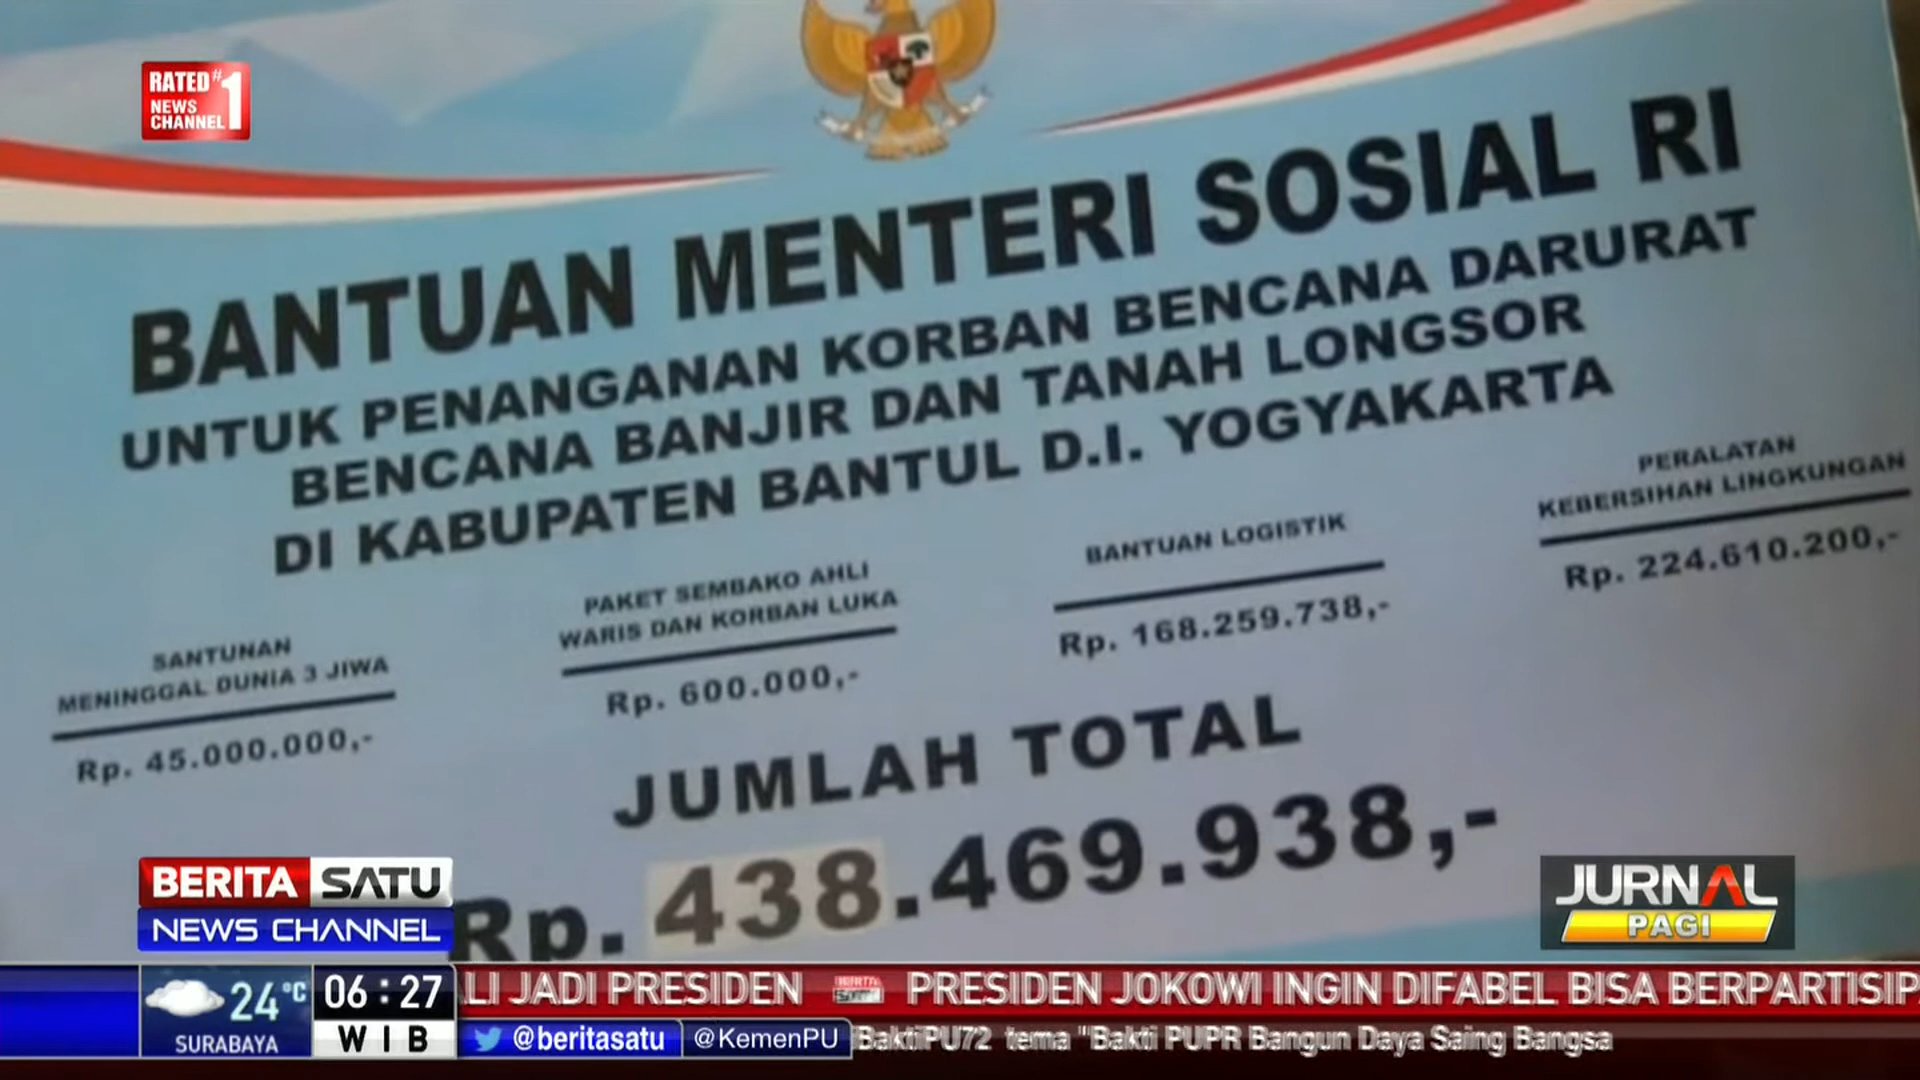 RATED #1
NEWS
CHANNEL
BANTUAN MENTERI SOSIAL RI
UNTUK PENANGANAN KORBAN BENCANA DARURAT
BENCANA BANJIR DAN TANAH LONGSOR
DI KABUPATEN BANTUL D.I. YOGYAKARTA
SANTUNAN
MENINGGAL DUNIA 3 JIWA
Rp. 45.000.000,-
PAKET SEMBAKO AHLI
WARIS DAN KORBAN LUKA
Rp. 600.000,-
BANTUAN LOGISTIK
Rp. 168.259.738,-
PERALATAN
KEBERSIHAN LINGKUNGAN
Rp. 224.610.200,-
JUMLAH TOTAL
Rp. 438.469.938,-
BERITA SATU
NEWS CHANNEL
JURNAL
PAGI
24°C
SURABAYA
06:27
WIB
LI JADI PRESIDEN BERITA SATU PRESIDEN JOKOWI INGIN DIFABEL BISA BERPARTISIP
@beritasatu @KemenPU BaktiPU72 tema "Bakti PUPR Bangun Daya Saing Bangsa